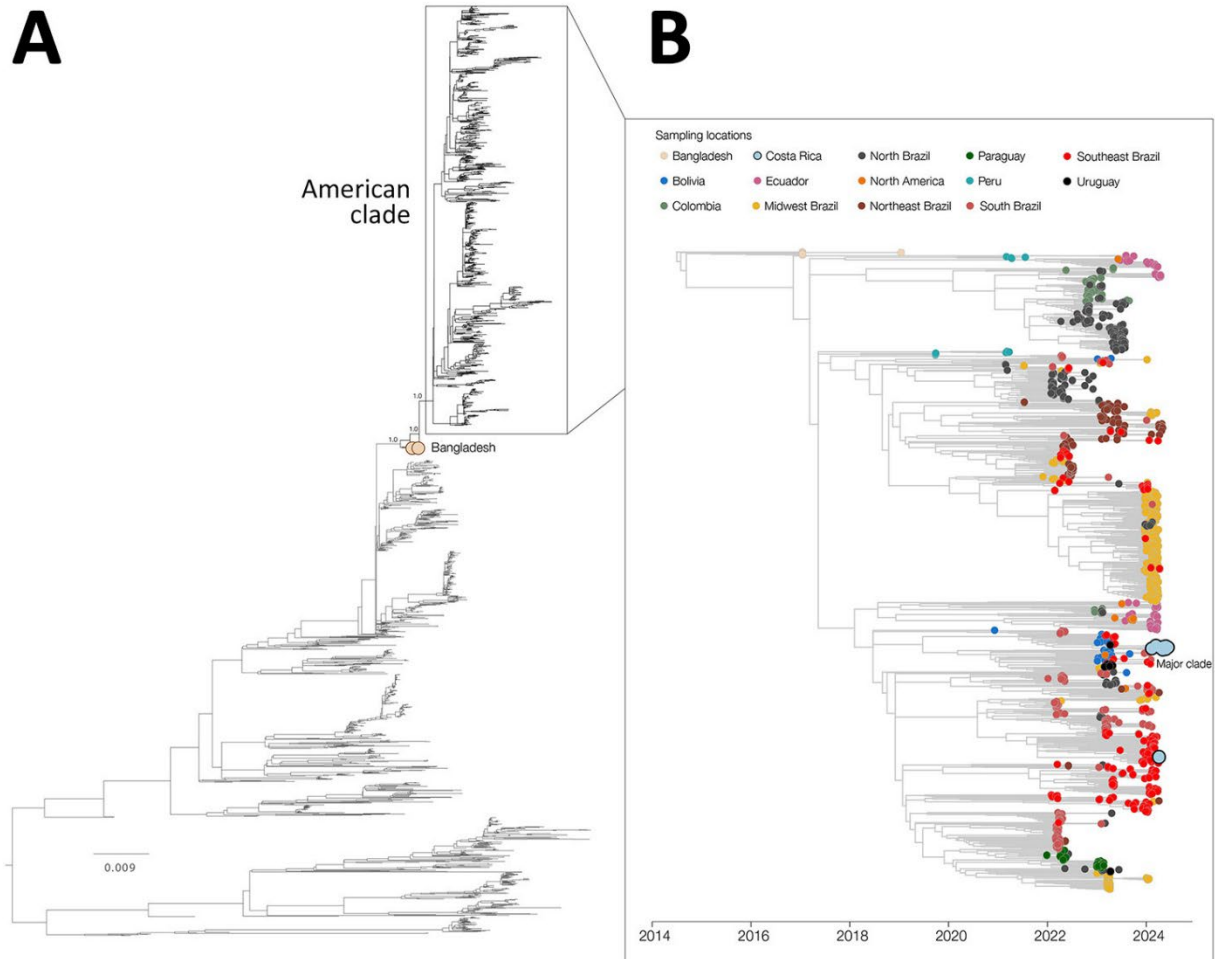 A
B
American
clade
1.0
1.0
1.0
Bangladesh
0.009
Sampling locations
Bangladesh Costa Rica North Brazil Paraguay Southeast Brazil
Bolivia Ecuador North America Peru Uruguay
Colombia Midwest Brazil Northeast Brazil South Brazil
Major clade
2014 2016 2018 2020 2022 2024